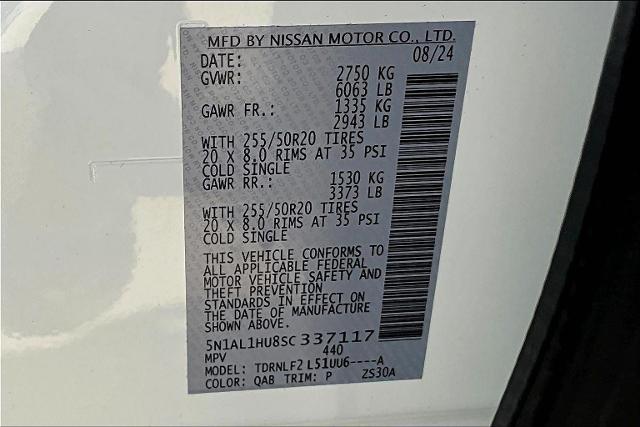 MFD BY NISSAN MOTOR CO., LTD.
DATE: 08/24
GVWR: 2750 KG
6063 LB
GAWR FR.: 1335 KG
2943 LB
WITH 255/50R20 TIRES
20 X 8.0 RIMS AT 35 PSI
COLD SINGLE
GAWR RR.: 1530 KG
3373 LB
WITH 255/50R20 TIRES
20 X 8.0 RIMS AT 35 PSI
COLD SINGLE
THIS VEHICLE CONFORMS TO
ALL APPLICABLE FEDERAL
MOTOR VEHICLE SAFETY AND
THEFT PREVENTION
STANDARDS IN EFFECT ON
THE DATE OF MANUFACTURE
SHOWN ABOVE.
5N1AL1HU8SC337117
MPV 440
MODEL: TDRNLF2 L51UU6----A
COLOR: QAB TRIM: P ZS30A